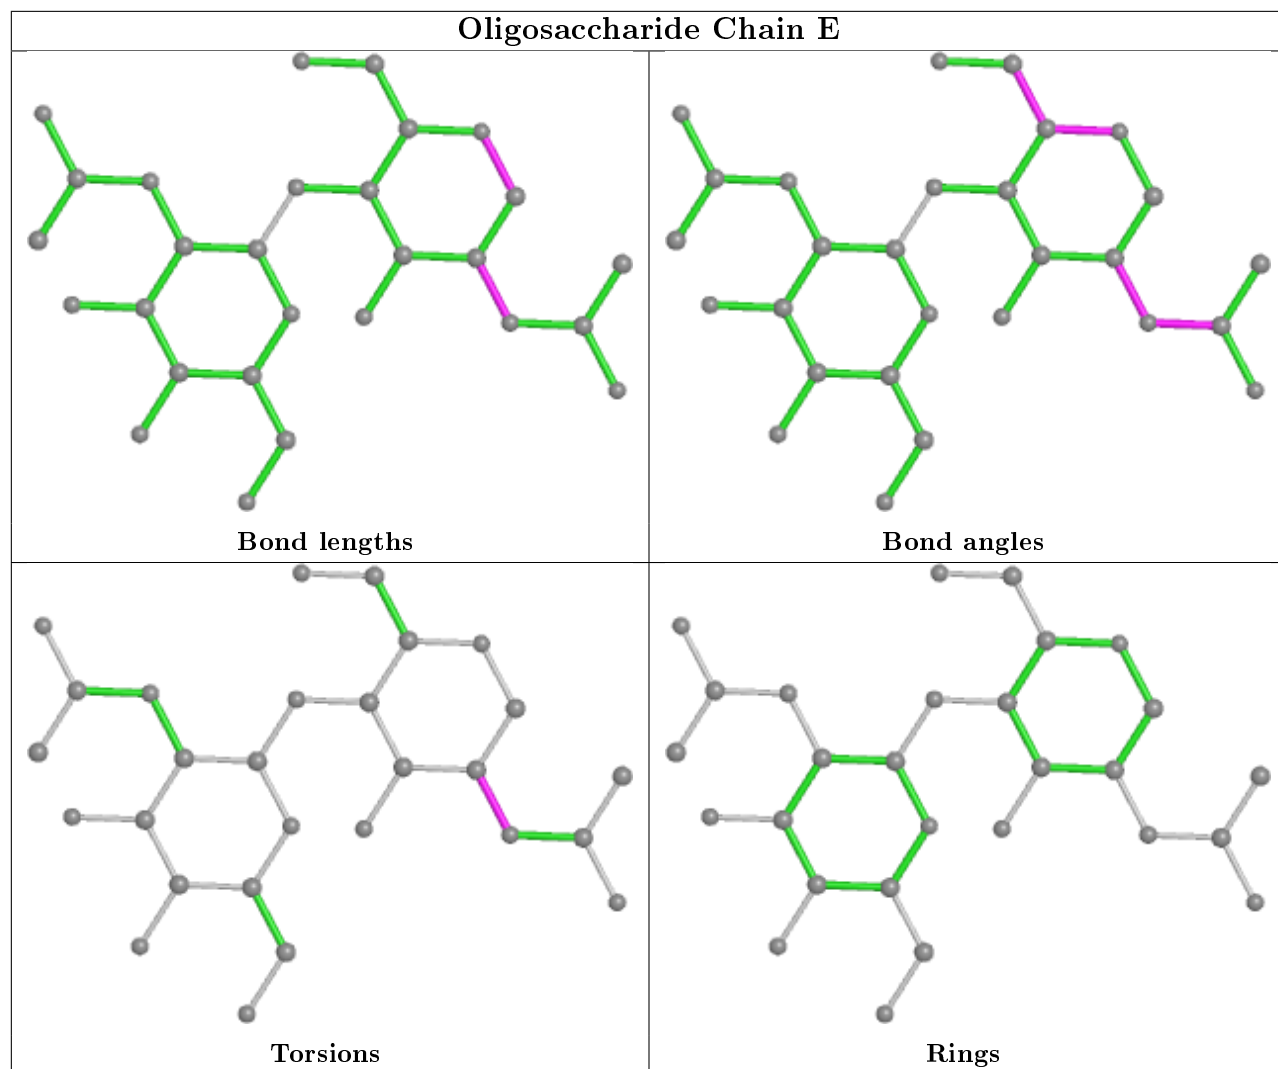 Oligosaccharide Chain E
Bond lengths
Bond angles
Torsions
Rings